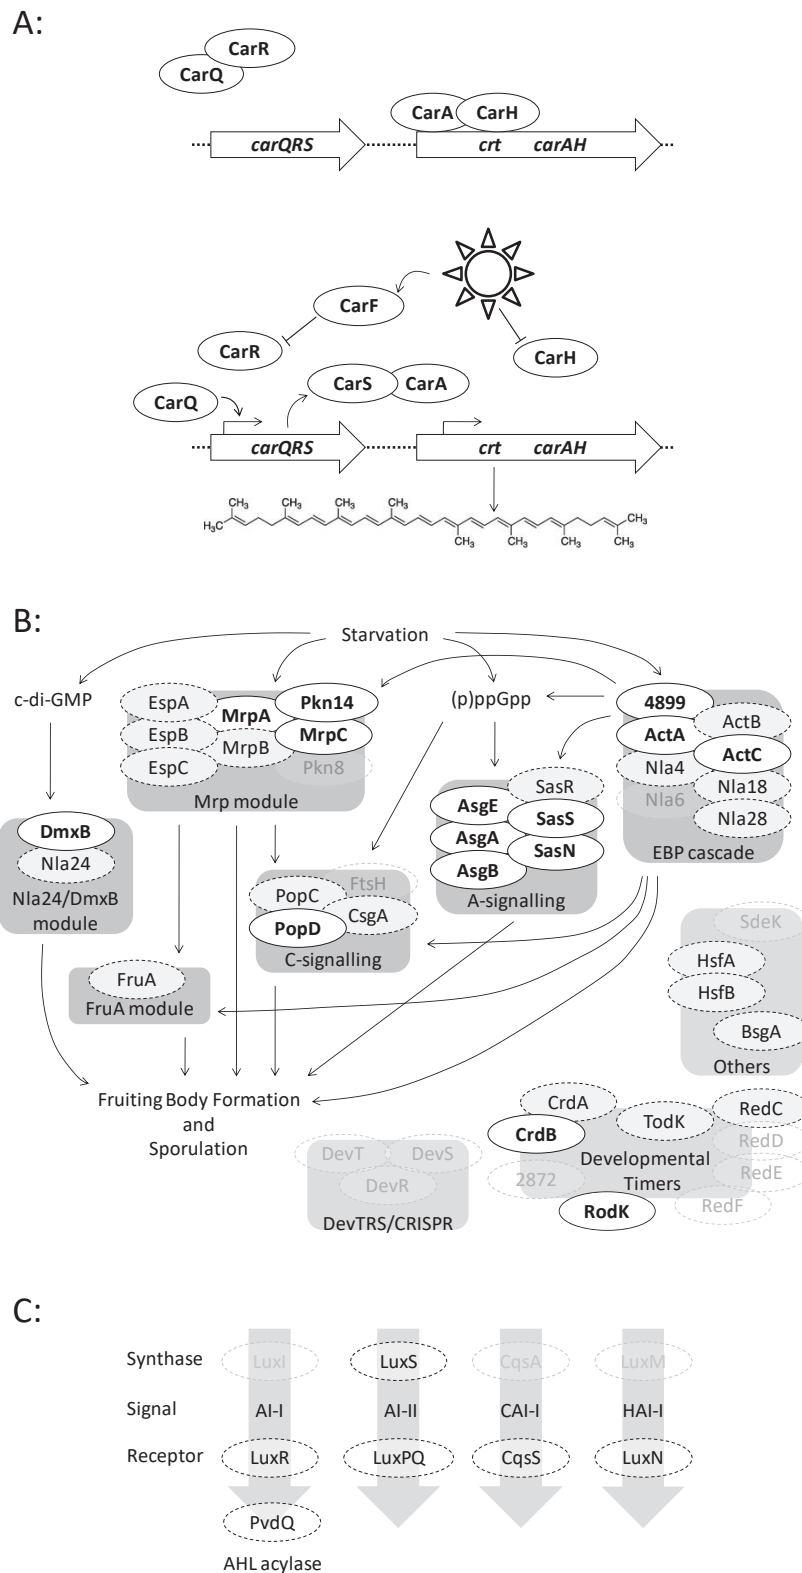 A:
CarR
CarQ
CarA
CarH
carQRS
crt carAH
CarF
CarR
CarH
CarS
CarA
CarQ
carQRS
crt carAH
CH₃ CH₃ CH₃ CH₃
H₃C
CH₃
CH₃ CH₃ CH₃ CH₃
B:
Starvation
c-di-GMP
(p)ppGpp
EspA
MrpA
Pkn14
EspB
MrpB
MrpC
EspC
Pkn8
Mrp module
4899
ActB
ActA
ActC
Nla4
Nla18
Nla6
Nla28
EBP cascade
DmxB
Nla24
Nla24/DmxB
module
SasR
AsgE
SasS
AsgA
SasN
AsgB
A-signalling
FtsH
PopC
CsgA
PopD
C-signalling
FruA
FruA module
SdeK
HsfA
HsfB
BsgA
Others
Fruiting Body Formation
and
Sporulation
DevT
DevS
DevR
DevTRS/CRISPR
CrdA
TodK
RedC
CrdB
RedD
Developmental
Timers
2872
RedE
RodK
RedF
C:
Synthase
LuxI
LuxS
CqsA
LuxM
Signal
AI-I
AI-II
CAI-I
HAI-I
Receptor
LuxR
LuxPQ
CqsS
LuxN
PvdQ
AHL acylase